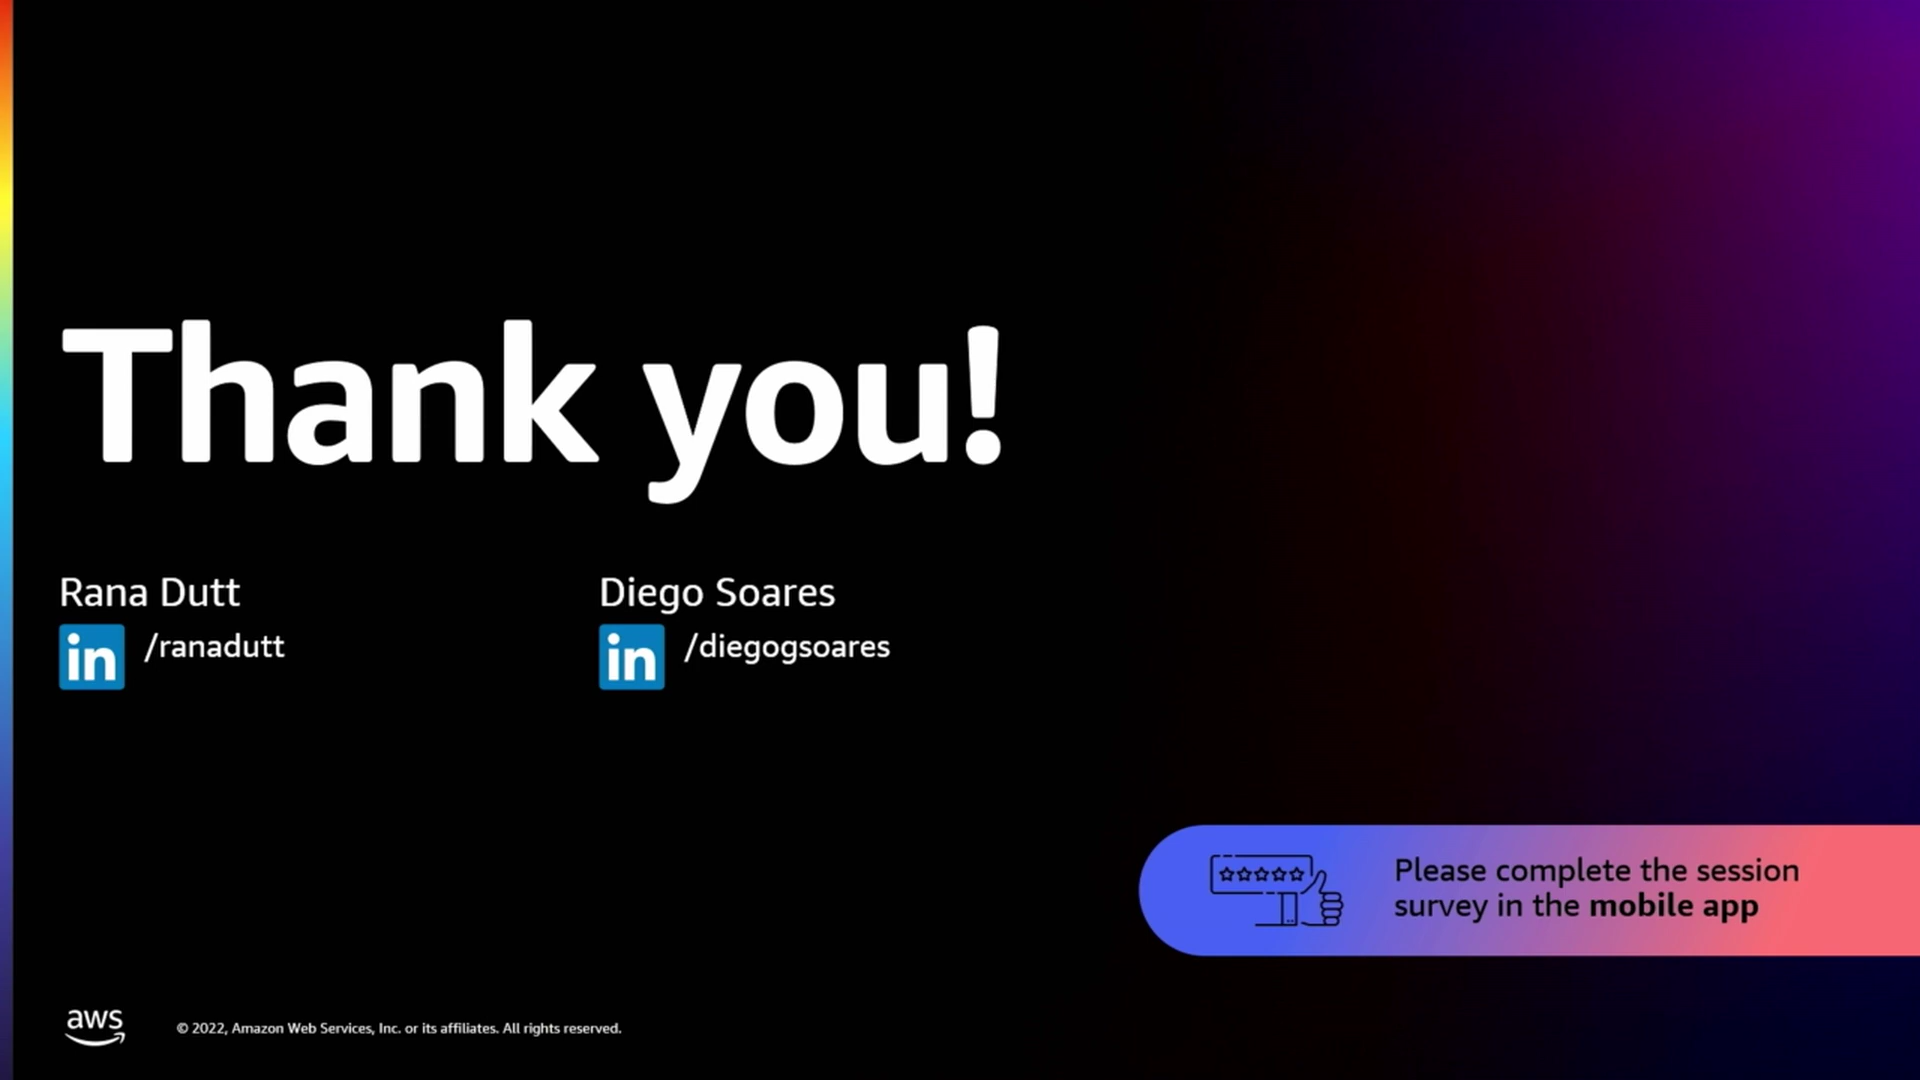 Thank you!
Rana Dutt
in /ranadutt
Diego Soares
in /diegogsoares
Please complete the session
survey in the mobile app
aws
© 2022, Amazon Web Services, Inc. or its affiliates. All rights reserved.